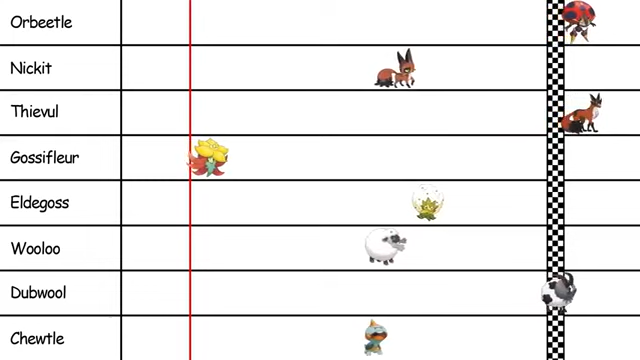 Orbeetle
Nickit
Thievul
Gossifleur
Eldegoss
Wooloo
Dubwool
Chewtle